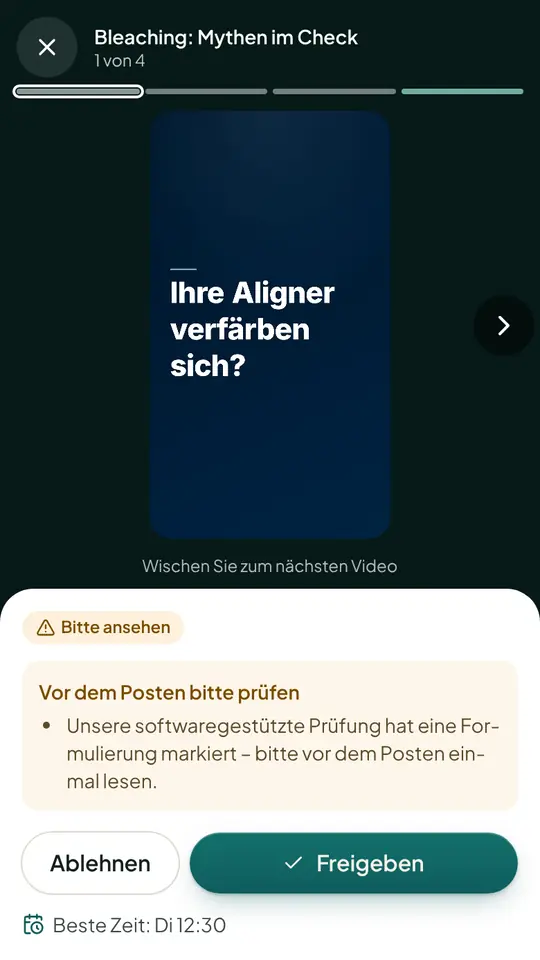 Bleaching: Mythen im Check
1 von 4
Ihre Aligner
verfärben
sich?
Wischen Sie zum nächsten Video
Bitte ansehen
Vor dem Posten bitte prüfen
• Unsere softwaregestützte Prüfung hat eine For-
mulierung markiert – bitte vor dem Posten ein-
mal lesen.
Ablehnen
Freigeben
Beste Zeit: Di 12:30